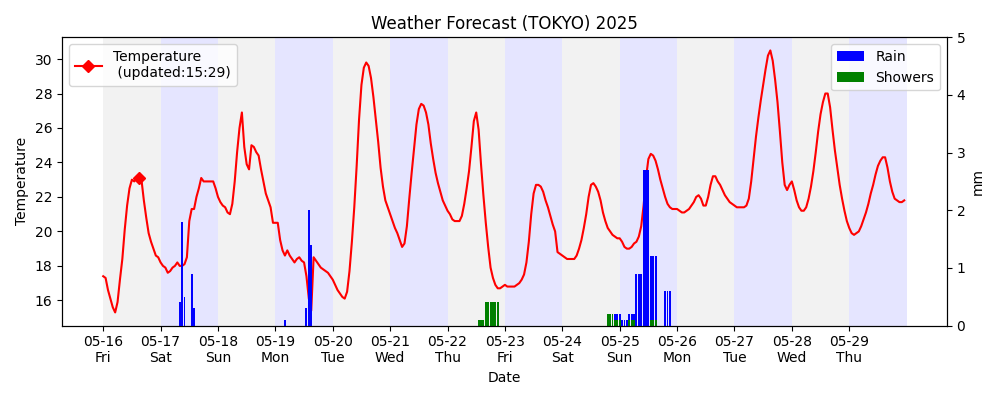 Weather Forecast (TOKYO) 2025
Temperature
(updated:15:29)
Rain
Showers
Temperature
30
28
26
24
22
20
18
16
5
4
3
2
1
0
mm
05-16 05-17 05-18 05-19 05-20 05-21 05-22 05-23 05-24 05-25 05-26 05-27 05-28 05-29
Fri Sat Sun Mon Tue Wed Thu Fri Sat Sun Mon Tue Wed Thu
Date